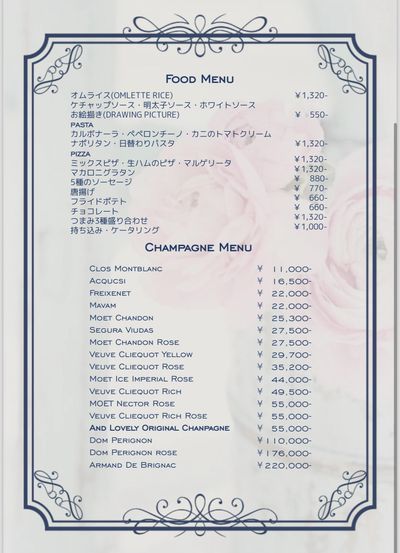 Food Menu
オムライス(OMLETTE RICE) ¥1,320-
ケチャップソース・明太子ソース・ホワイトソース
お絵描き(DRAWING PICTURE) ¥ 550-
PASTA
カルボナーラ・ペペロンチーノ・カニのトマトクリーム
ナポリタン・日替わりパスタ ¥1,320-
PIZZA
ミックスピザ・生ハムのピザ・マルゲリータ ¥1,320-
マカロニグラタン ¥1,320-
5種のソーセージ ¥ 880-
唐揚げ ¥ 770-
フライドポテト ¥ 660-
チョコレート ¥ 660-
つまみ3種盛り合わせ ¥1,320-
持ち込み・ケータリング ¥1,000-
Champagne Menu
Clos Montblanc ¥ 11,000-
Acqucsi ¥ 16,500-
Freixenet ¥ 22,000-
Mavam ¥ 22,000-
Moet Chandon ¥ 25,300-
Segura Viudas ¥ 27,500-
Moet Chandon Rose ¥ 27,500-
Veuve Cliequot Yellow ¥ 29,700-
Veuve Cliequot Rose ¥ 35,200-
Moet Ice Imperial Rose ¥ 44,000-
Veuve Cliequot Rich ¥ 49,500-
MOET Nector Rose ¥ 55,000-
Veuve Cliequot Rich Rose ¥ 55,000-
And Lovely Original Chanpagne ¥ 55,000-
Dom Perignon ¥110,000-
Dom Perignon rose ¥176,000-
Armand De Brignac ¥220,000-